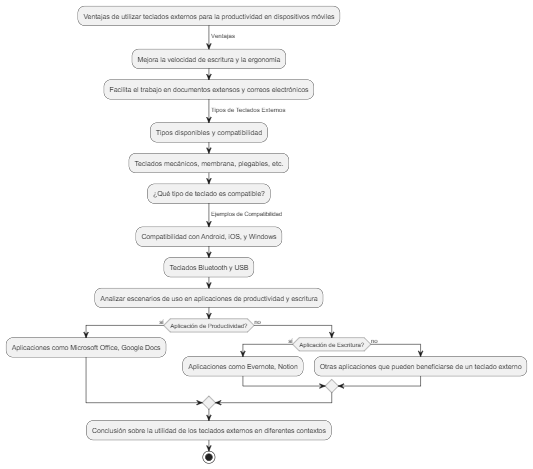 Ventajas de utilizar teclados externos para la productividad en dispositivos móviles
Ventajas
Mejora la velocidad de escritura y la ergonomía
Facilita el trabajo en documentos extensos y correos electrónicos
Tipos de Teclados Externos
Tipos disponibles y compatibilidad
Teclados mecánicos, membrana, plegables, etc.
¿Qué tipo de teclado es compatible?
Ejemplos de Compatibilidad
Compatibilidad con Android, iOS, y Windows
Teclados Bluetooth y USB
Analizar escenarios de uso en aplicaciones de productividad y escritura
sí
Aplicación de Productividad?
no
Aplicaciones como Microsoft Office, Google Docs
sí
Aplicación de Escritura?
no
Aplicaciones como Evernote, Notion
Otras aplicaciones que pueden beneficiarse de un teclado externo
Conclusión sobre la utilidad de los teclados externos en diferentes contextos